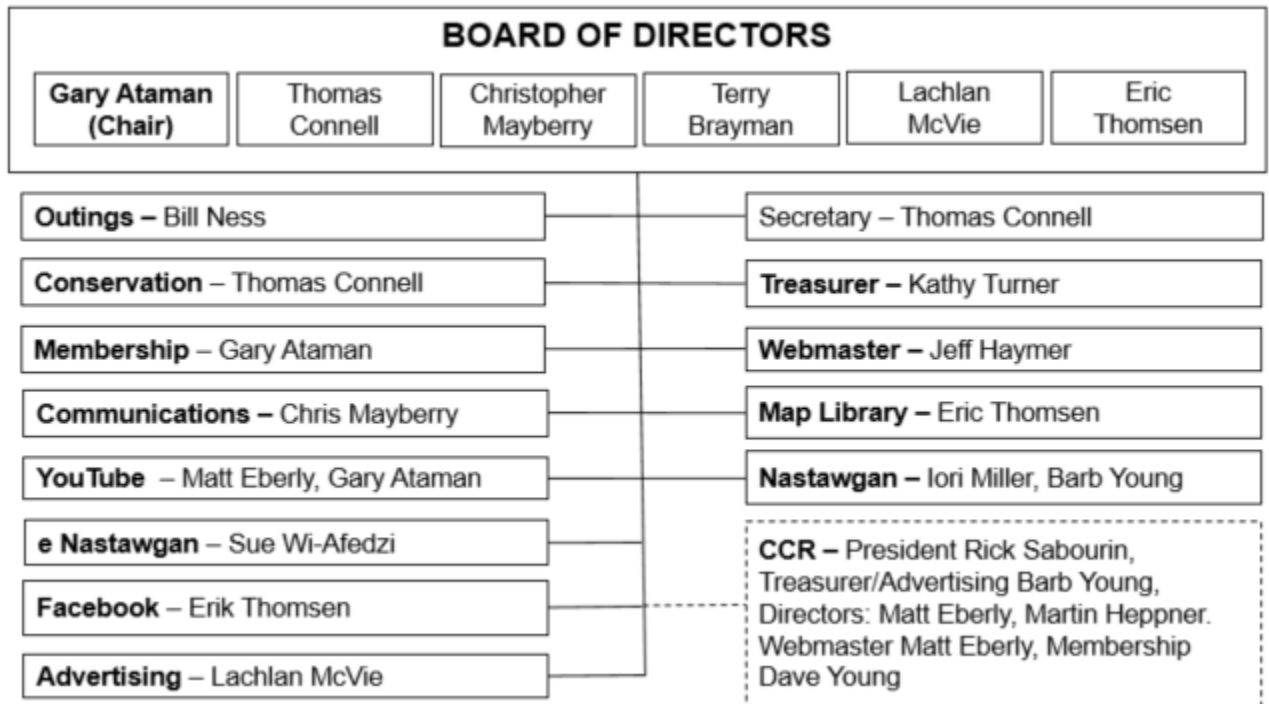 BOARD OF DIRECTORS
Gary Ataman
(Chair)
Thomas
Connell
Christopher
Mayberry
Terry
Brayman
Lachlan
McVie
Eric
Thomsen
Outings – Bill Ness
Secretary – Thomas Connell
Conservation – Thomas Connell
Treasurer – Kathy Turner
Membership – Gary Ataman
Webmaster – Jeff Haymer
Communications – Chris Mayberry
Map Library – Eric Thomsen
YouTube – Matt Eberly, Gary Ataman
Nastawgan – Iori Miller, Barb Young
e Nastawgan – Sue Wi-Afedzi
Facebook – Erik Thomsen
Advertising – Lachlan McVie
CCR – President Rick Sabourin,
Treasurer/Advertising Barb Young,
Directors: Matt Eberly, Martin Heppner.
Webmaster Matt Eberly, Membership
Dave Young